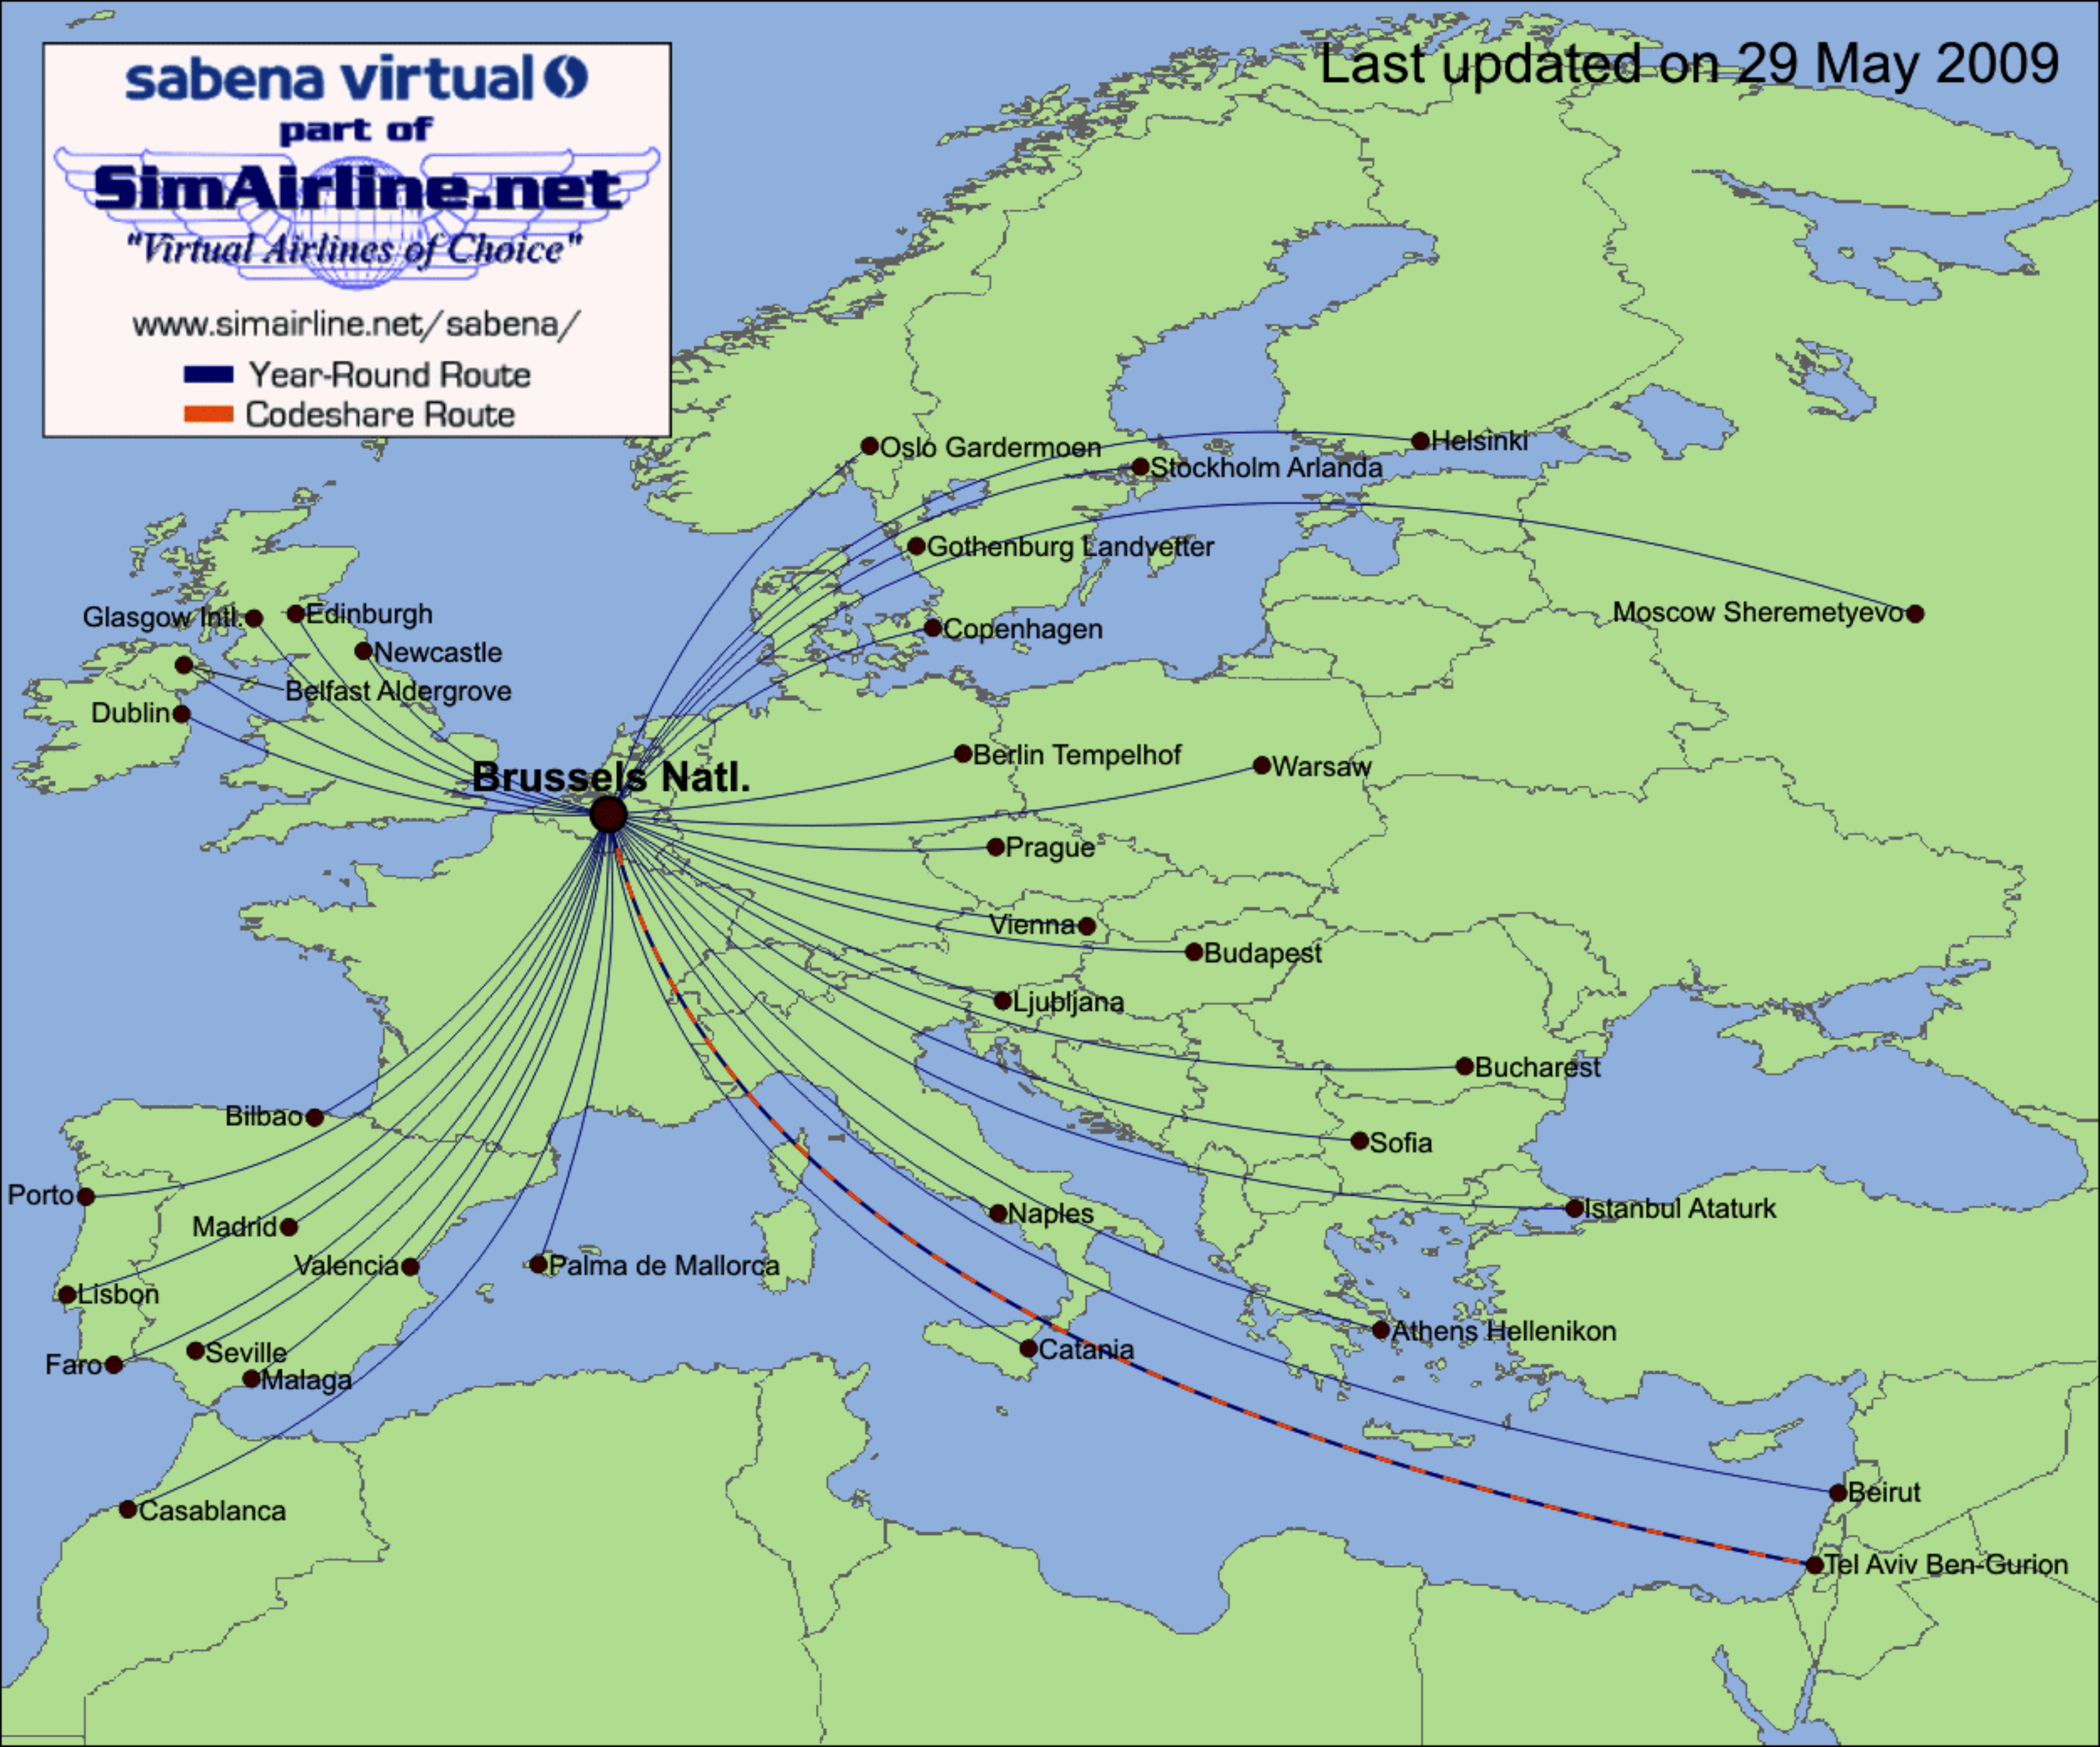 Last updated on 29 May 2009
sabena virtual
part of
SimAirline.net
"Virtual Airlines of Choice"
www.simairline.net/sabena/
Year-Round Route
Codeshare Route
Oslo Gardermoen
Helsinki
Stockholm Arlanda
Gothenburg Landvetter
Glasgow Intl.
Edinburgh
Moscow Sheremetyevo
Copenhagen
Newcastle
Belfast Aldergrove
Dublin
Berlin Tempelhof
Warsaw
Brussels Natl.
Prague
Vienna
Budapest
Ljubljana
Bucharest
Bilbao
Sofia
Porto
Istanbul Ataturk
Naples
Madrid
Valencia
Palma de Mallorca
Lisbon
Athens Hellenikon
Catania
Seville
Faro
Malaga
Beirut
Casablanca
Tel Aviv Ben-Gurion